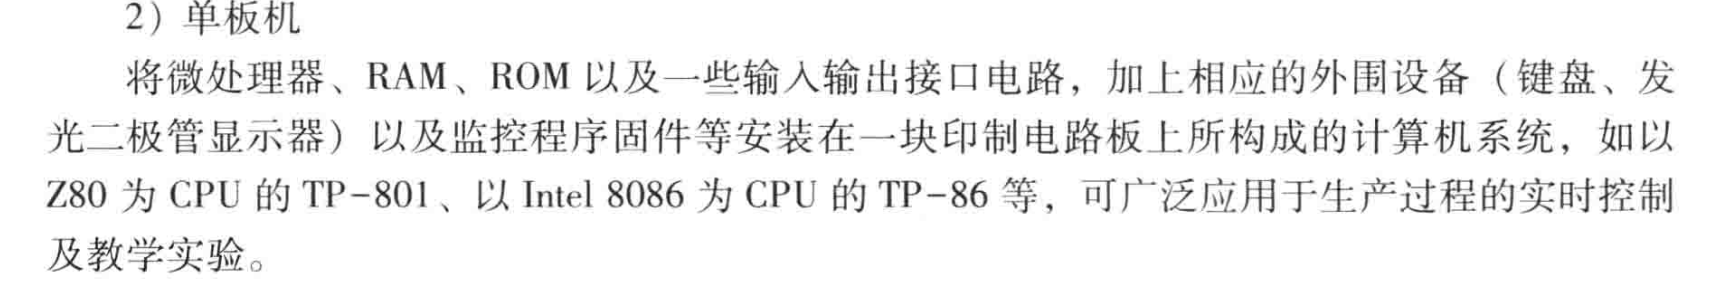 2）单板机
将微处理器、RAM、ROM 以及一些输入输出接口电路，加上相应的外围设备（键盘、发
光二极管显示器）以及监控程序固件等安装在一块印制电路板上所构成的计算机系统，如以
Z80 为 CPU 的 TP-801、以 Intel 8086 为 CPU 的 TP-86 等，可广泛应用于生产过程的实时控制
及教学实验。